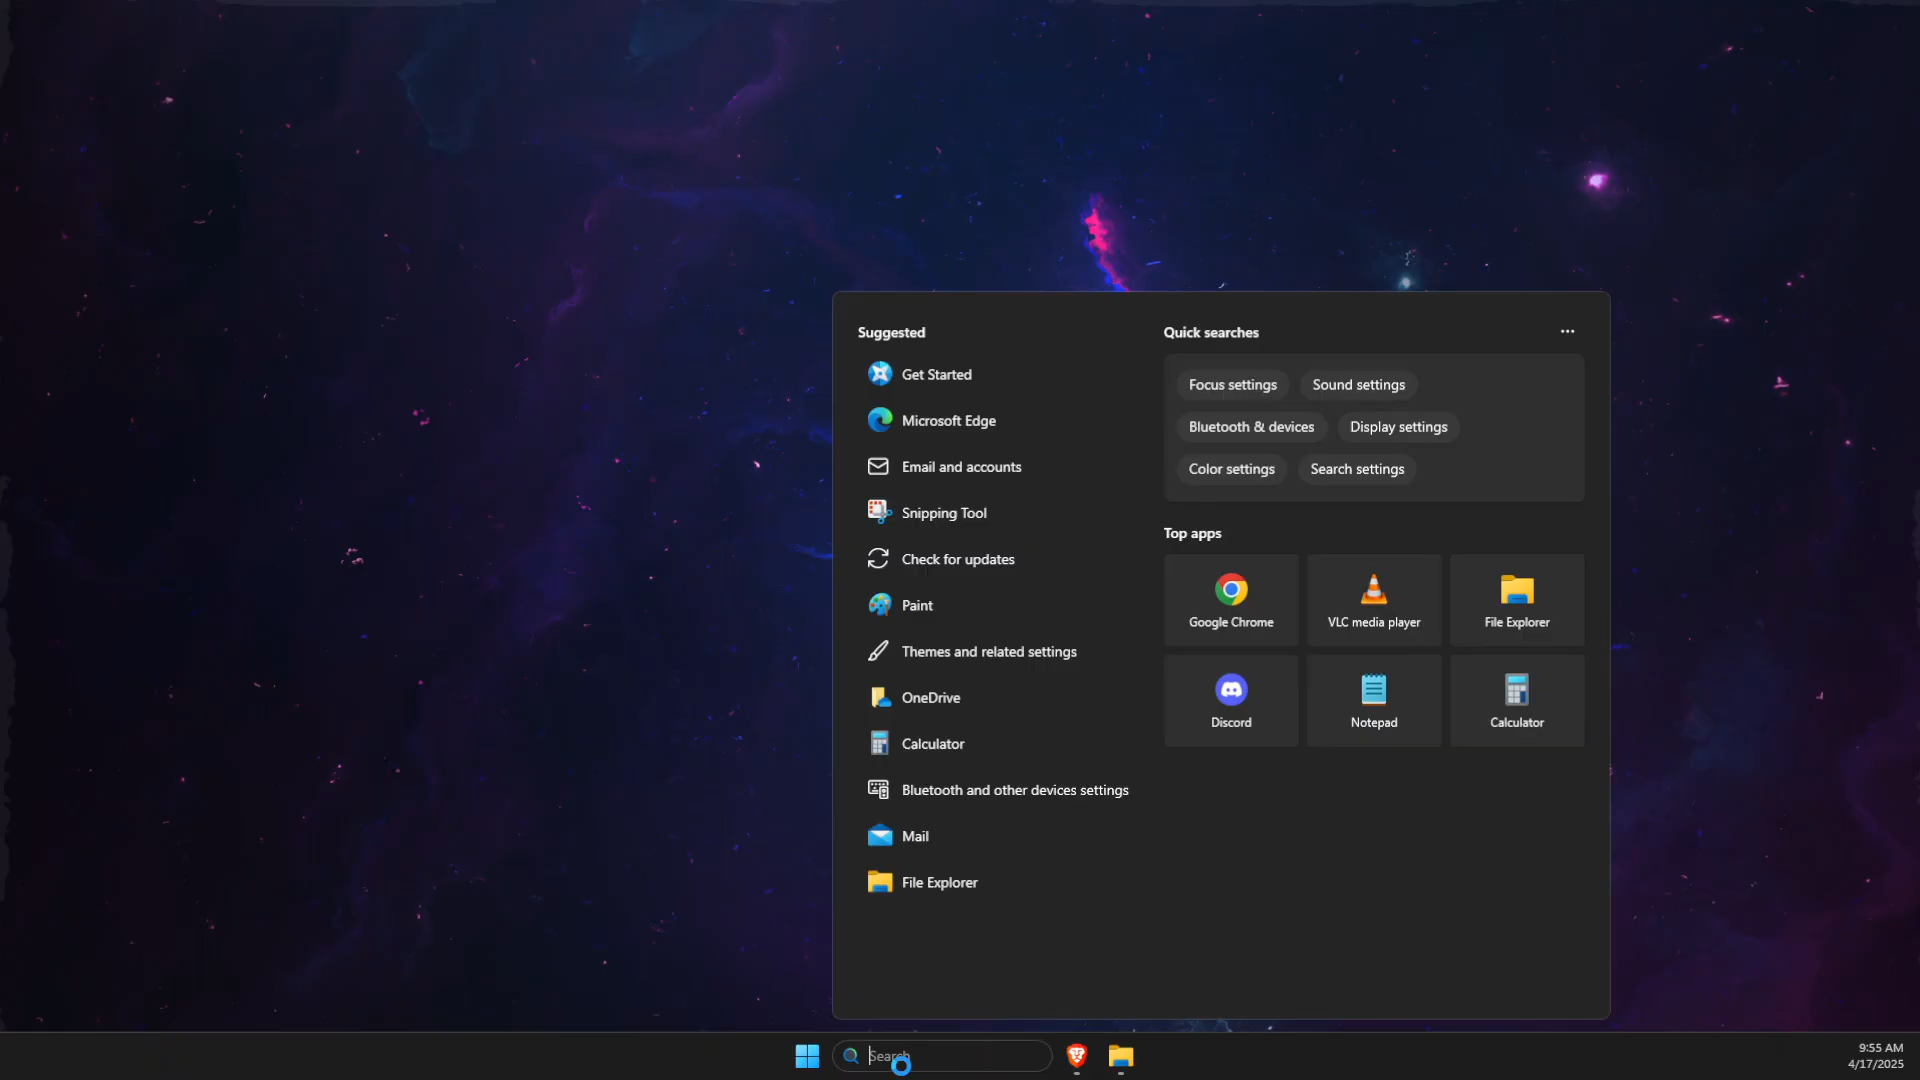 Suggested
Get Started
Microsoft Edge
Email and accounts
Snipping Tool
Check for updates
Paint
Themes and related settings
OneDrive
Calculator
Bluetooth and other devices settings
Mail
File Explorer
Quick searches
Focus settings
Sound settings
Bluetooth & devices
Display settings
Color settings
Search settings
Top apps
Google Chrome
VLC media player
File Explorer
Discord
Notepad
Calculator
Search
9:55 AM
4/17/2025